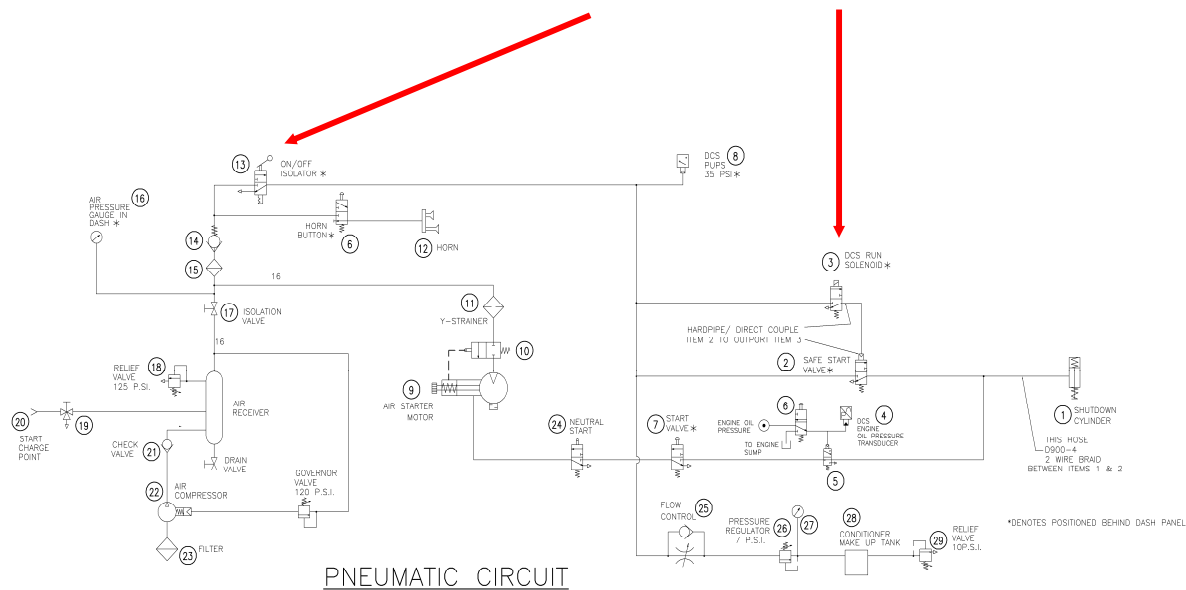 13
ON/OFF
ISOLATOR *
DCS
PUPS
35 PSI *
8
AIR
PRESSURE
GAUGE IN
DASH *
16
HORN
BUTTON *
6
12
HORN
14
15
16
3
DCS RUN
SOLENOID *
11
Y-STRAINER
17
ISOLATION
VALVE
HARDPIPE/ DIRECT COUPLE
ITEM 2 TO OUTPORT ITEM 3
16
10
2
SAFE START
VALVE *
18
RELIEF
VALVE
125 P.S.I.
9
AIR STARTER
MOTOR
AIR
RECEIVER
20
START
CHARGE
POINT
19
24
NEUTRAL
START
7
START
VALVE *
6
4
DCS
ENGINE
OIL PRESSURE
TRANSDUCER
ENGINE OIL
PRESSURE
TO ENGINE
SUMP
5
1
SHUTDOWN
CYLINDER
THIS HOSE
D900-4
2 WIRE BRAID
BETWEEN ITEMS 1 & 2
CHECK
VALVE
21
DRAIN
VALVE
22
AIR
COMPRESSOR
GOVERNOR
VALVE
120 P.S.I.
23
FILTER
FLOW
CONTROL
25
PRESSURE
REGULATOR
/ P.S.I.
26
27
28
CONDITIONER
MAKE UP TANK
29
RELIEF
VALVE
10P.S.I.
*DENOTES POSITIONED BEHIND DASH PANEL
PNEUMATIC CIRCUIT